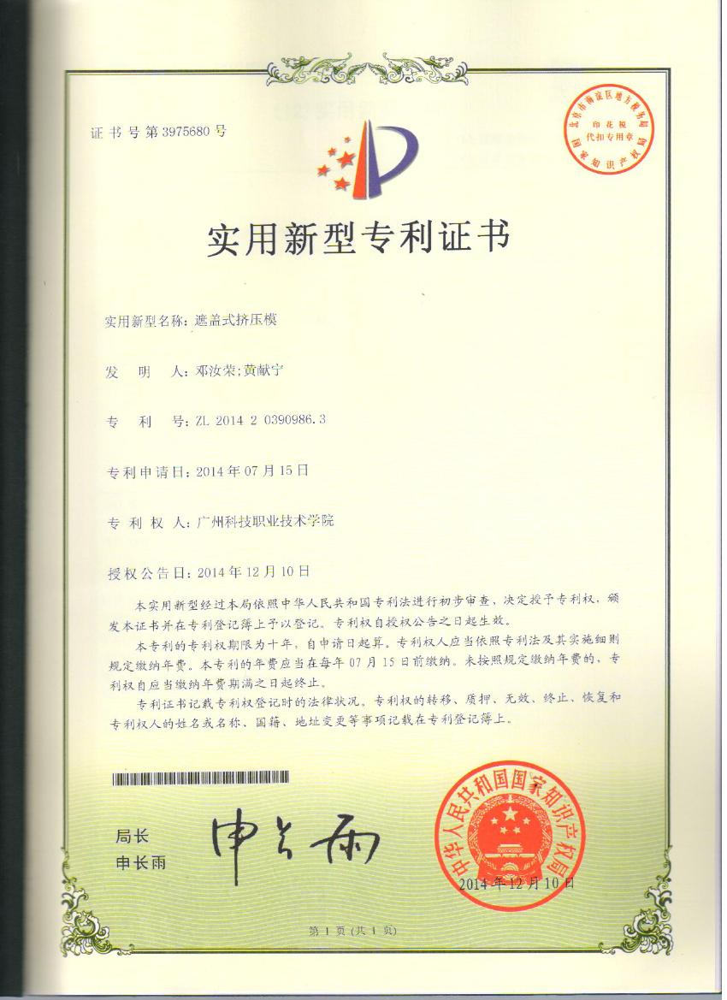 证书号第3975680号
北京市海淀区地方税务局
印花税
代扣专用章
国家知识产权局
实用新型专利证书
实用新型名称：遮盖式挤压模
发 明 人：邓汝荣;黄献宁
专 利 号：ZL 2014 2 0390986.3
专利申请日：2014年07月15日
专 利 权 人：广州科技职业技术学院
授权公告日：2014年12月10日
本实用新型经过本局依照中华人民共和国专利法进行初步审查，决定授予专利权，颁
发本证书并在专利登记簿上予以登记。专利权自授权公告之日起生效。
本专利的专利权期限为十年，自申请日起算。专利权人应当依照专利法及其实施细则
规定缴纳年费。本专利的年费应当在每年07月15日前缴纳。未按照规定缴纳年费的，专
利权自应当缴纳年费期满之日起终止。
专利证书记载专利权登记时的法律状况。专利权的转移、质押、无效、终止、恢复和
专利权人的姓名或名称、国籍、地址变更等事项记载在专利登记簿上。
局长
申长雨
申长雨
中华人民共和国国家知识产权局
2014年12月10日
第1页(共1页)